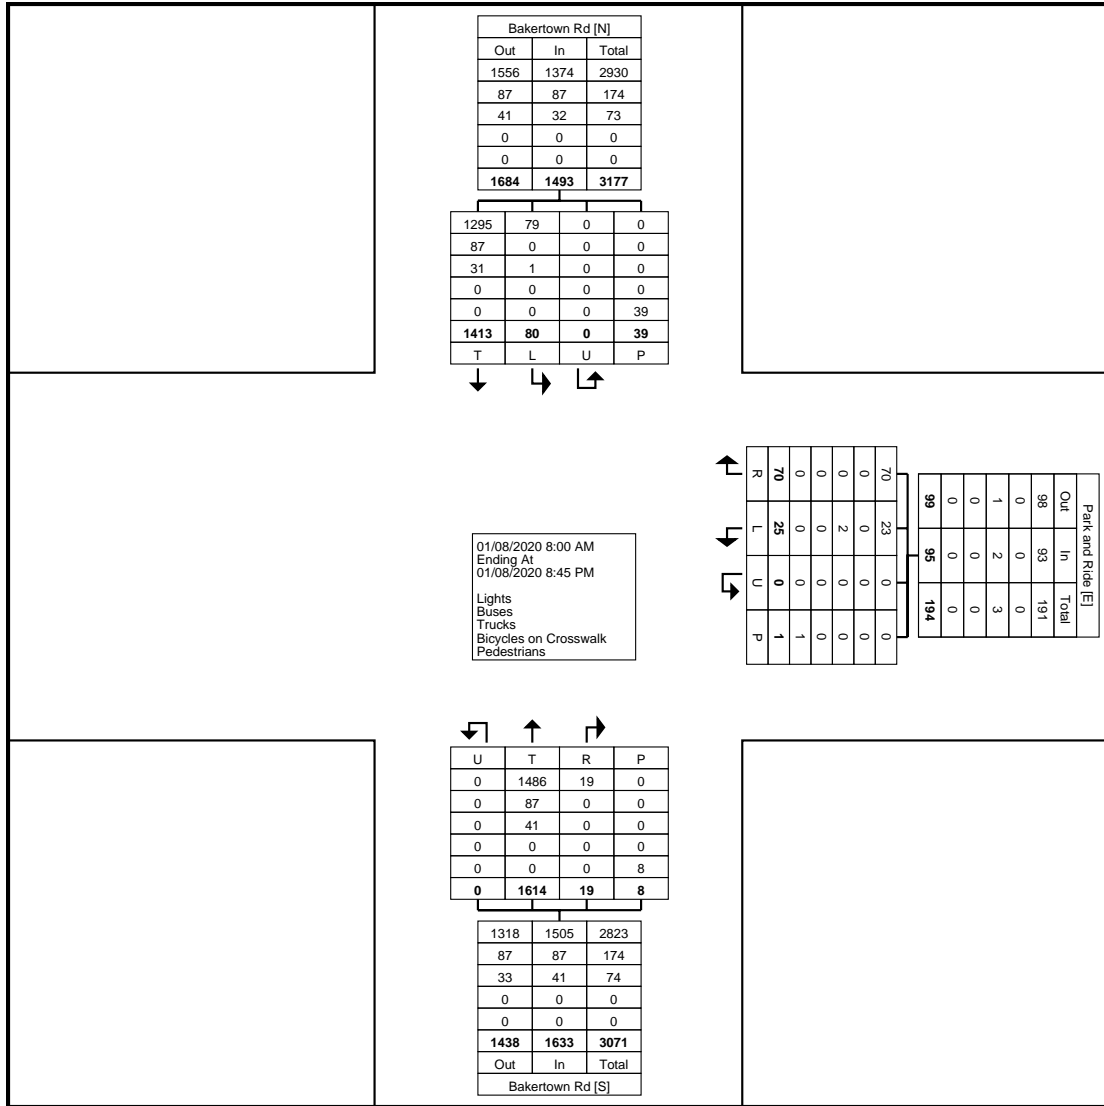 Bakertown Rd [N]
Out In Total
1556 1374 2930
87 87 174
41 32 73
0 0 0
0 0 0
1684 1493 3177
1295 79 0 0
87 0 0 0
31 1 0 0
0 0 0 0
0 0 0 39
1413 80 0 39
T L U P
Park and Ride [E]
Out In Total
98 93 191
0 0 0
1 2 3
0 0 0
0 0 0
99 95 194
70 23 0 0
0 0 0 0
0 2 0 0
0 0 0 0
0 0 0 1
70 25 0 1
R L U P
01/08/2020 8:00 AM
Ending At
01/08/2020 8:45 PM
Lights
Buses
Trucks
Bicycles on Crosswalk
Pedestrians
U T R P
0 1486 19 0
0 87 0 0
0 41 0 0
0 0 0 0
0 0 0 8
0 1614 19 8
1318 1505 2823
87 87 174
33 41 74
0 0 0
0 0 0
1438 1633 3071
Out In Total
Bakertown Rd [S]